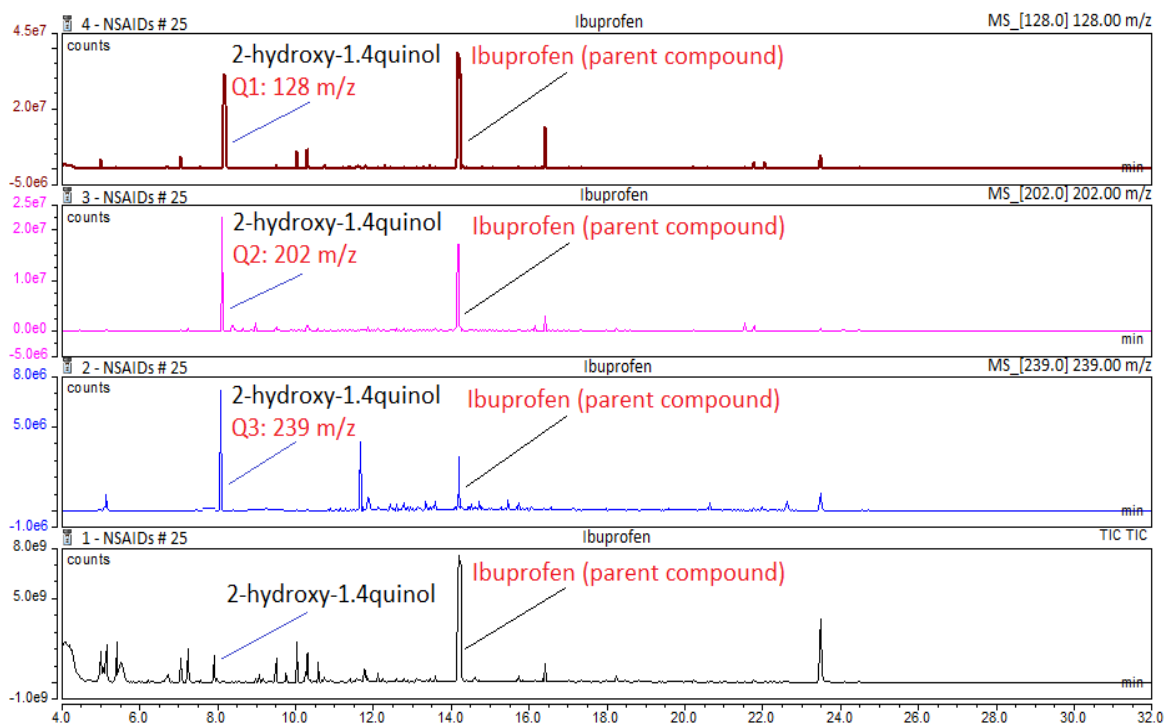 4 - NSAIDs # 25 Ibuprofen MS_[128.0] 128.00 m/z
4.5e7
counts
2-hydroxy-1.4quinol Ibuprofen (parent compound)
Q1: 128 m/z
2.0e7
min
-5.0e6
3 - NSAIDs # 25 Ibuprofen MS_[202.0] 202.00 m/z
2.5e7
counts
2.0e7
2-hydroxy-1.4quinol Ibuprofen (parent compound)
Q2: 202 m/z
1.0e7
0.0e0
min
-5.0e6
2 - NSAIDs # 25 Ibuprofen MS_[239.0] 239.00 m/z
8.0e6
counts
2-hydroxy-1.4quinol Ibuprofen (parent compound)
5.0e6
Q3: 239 m/z
min
-1.0e6
1 - NSAIDs # 25 Ibuprofen TIC TIC
8.0e9
counts
Ibuprofen (parent compound)
2-hydroxy-1.4quinol
5.0e9
min
-1.0e9
4.0 6.0 8.0 10.0 12.0 14.0 16.0 18.0 20.0 22.0 24.0 26.0 28.0 30.0 32.0